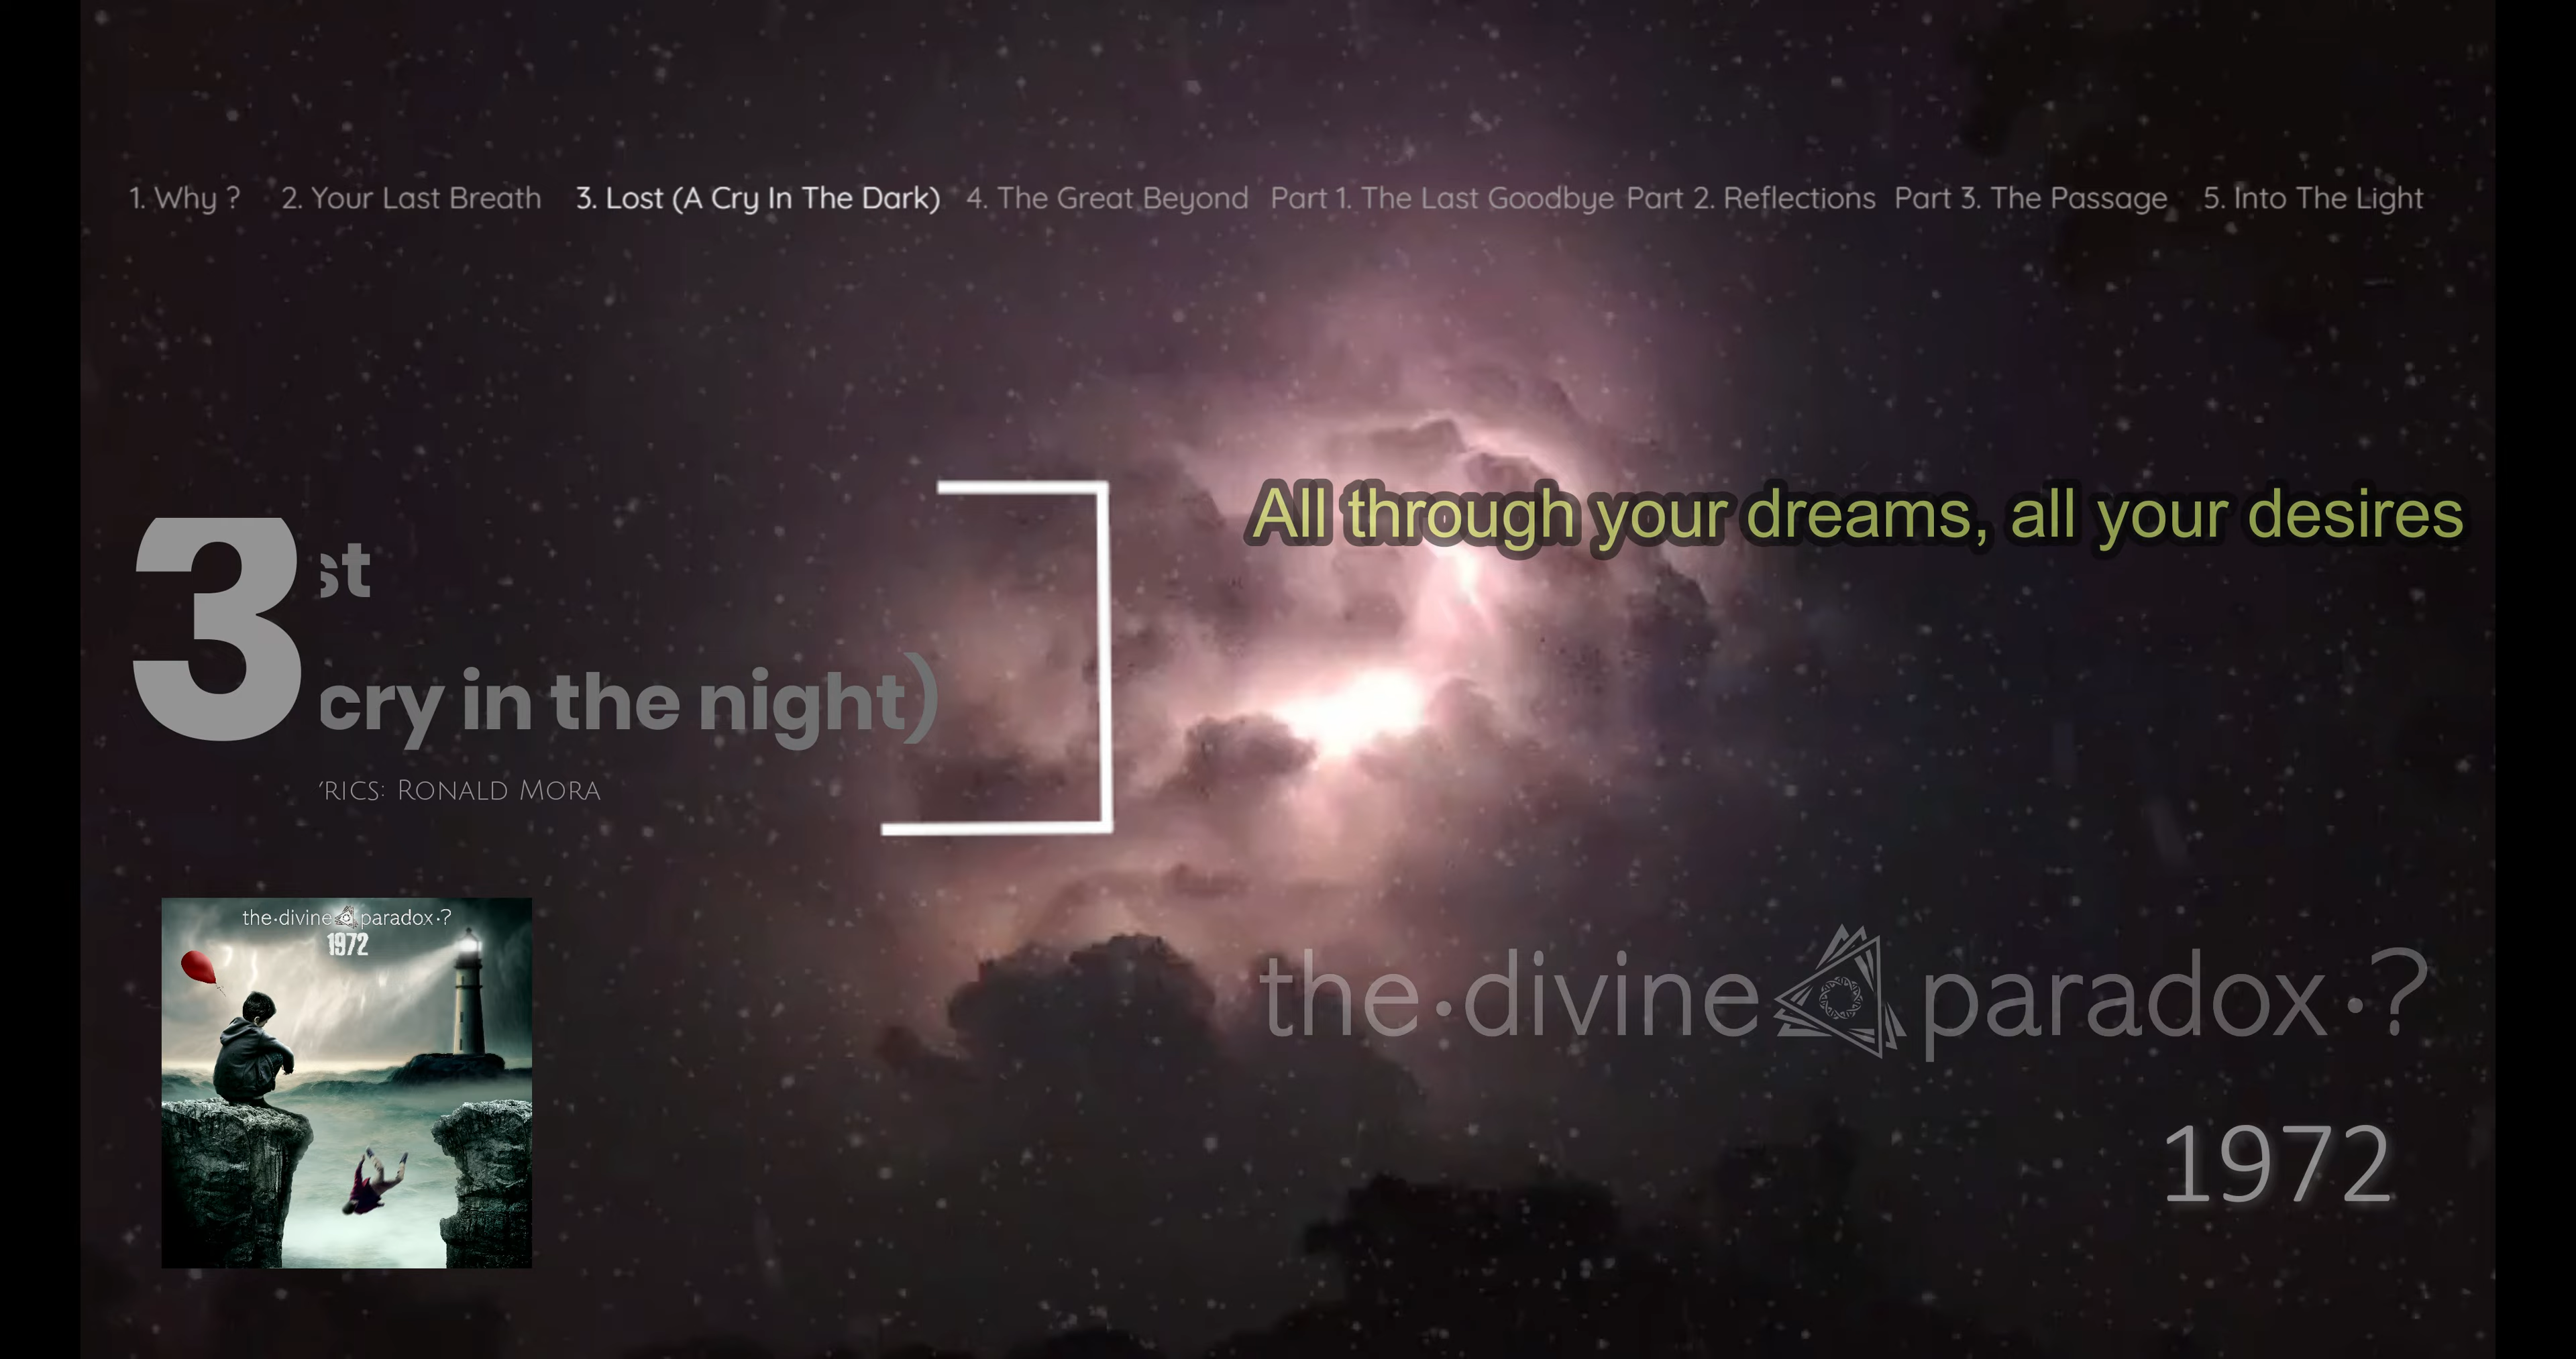 1. Why ? 2. Your Last Breath 3. Lost (A Cry In The Dark) 4. The Great Beyond Part 1. The Last Goodbye Part 2. Reflections Part 3. The Passage 5. Into The Light
All through your dreams, all your desires
3
st
cry in the night)
RICS: RONALD MORA
the·divine paradox·?
1972
the·divine paradox·?
1972